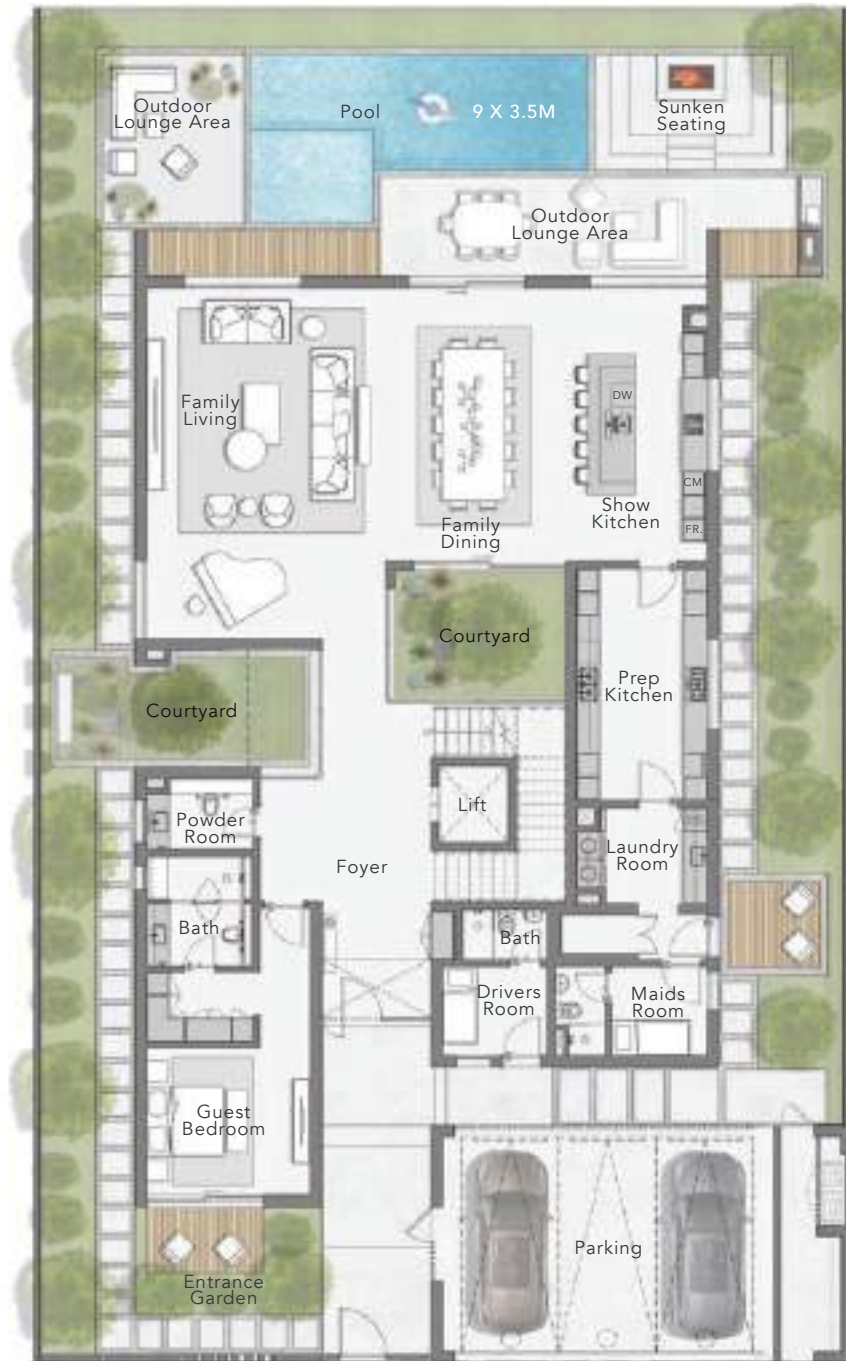 Outdoor
Lounge Area
Pool
9 X 3.5M
Sunken
Seating
Outdoor
Lounge Area
Family
Living
DW
CM
FR.
Show
Kitchen
Family
Dining
Courtyard
Prep
Kitchen
Courtyard
Lift
Powder
Room
Laundry
Room
Foyer
Bath
Bath
Drivers
Room
Maids
Room
Guest
Bedroom
Parking
Entrance
Garden